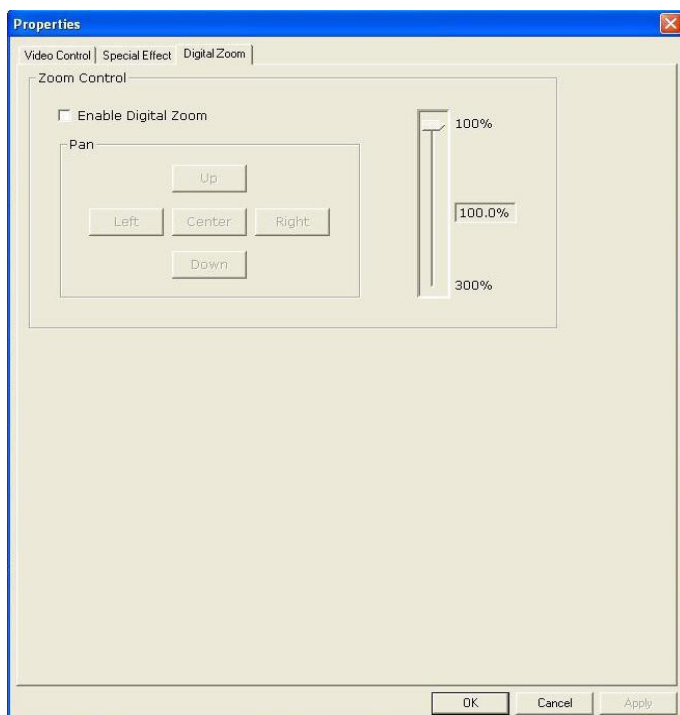 Properties
Video Control Special Effect Digital Zoom
Zoom Control
Enable Digital Zoom
100%
Pan
Up
Left Center Right
100.0%
Down
300%
OK Cancel Apply